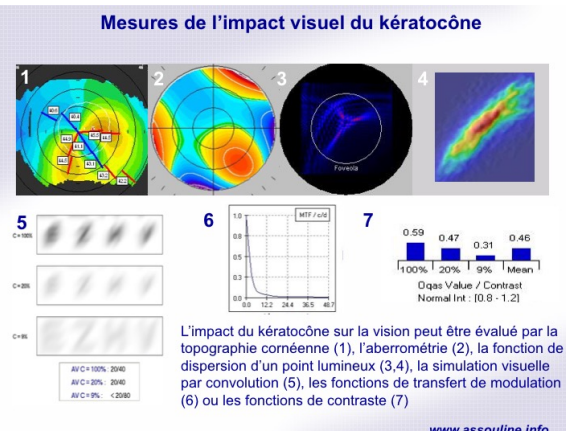 Mesures de l'impact visuel du kératocône
1
2
3
4
Foveola
5
C=100%
C=20%
C=9%
AV C=100% : 20/40
AV C=20% : 20/40
AV C=9% : <20/80
6
MTF / c/d
1.0
0.8
0.5
0.3
0.0
0.0 12.2 24.4 36.5 48.7
7
0.59 0.47 0.31 0.46
100% 20% 9% Mean
Oqas Value / Contrast
Normal Int : [0.8 - 1.2]
L'impact du kératocône sur la vision peut être évalué par la
topographie cornéenne (1), l'aberrométrie (2), la fonction de
dispersion d'un point lumineux (3,4), la simulation visuelle
par convolution (5), les fonctions de transfert de modulation
(6) ou les fonctions de contraste (7)
www.assouline.info